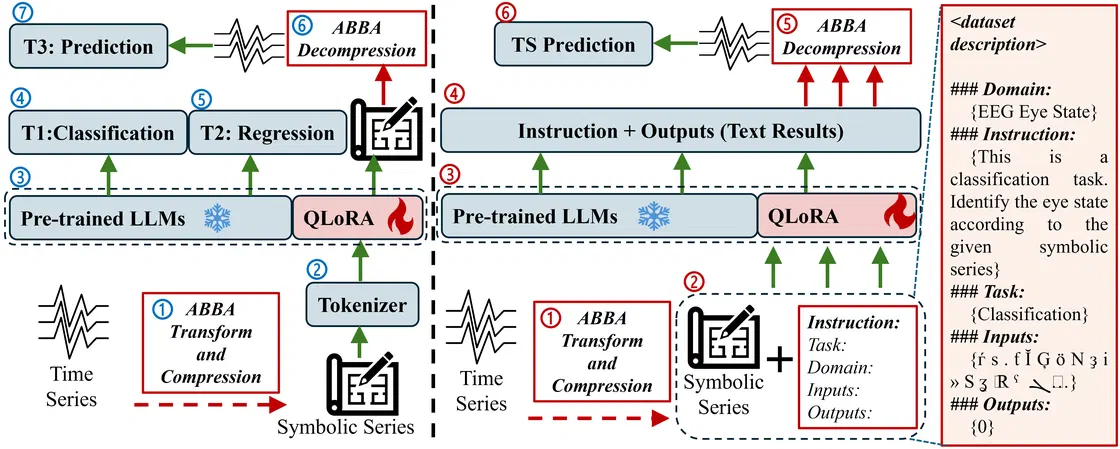 ⑦
T3: Prediction
⑥ ABBA
Decompression
④
T1:Classification
⑤
T2: Regression
③
Pre-trained LLMs
QLoRA
②
Tokenizer
① ABBA
Transform
and
Compression
Time
Series
Symbolic Series
⑥
TS Prediction
⑤ ABBA
Decompression
④
Instruction + Outputs (Text Results)
③
Pre-trained LLMs
QLoRA
②
① ABBA
Transform
and
Compression
Time
Series
Symbolic
Series
+
Instruction:
Task:
Domain:
Inputs:
Outputs:
<dataset
description>
### Domain:
{EEG Eye State}
### Instruction:
{This is a
classification task.
Identify the eye state
according to the
given symbolic
series}
### Task:
{Classification}
### Inputs:
{ŕ s . f Ǐ Ģ ö N ҙ i
» S ʒ
### Outputs:
{0}